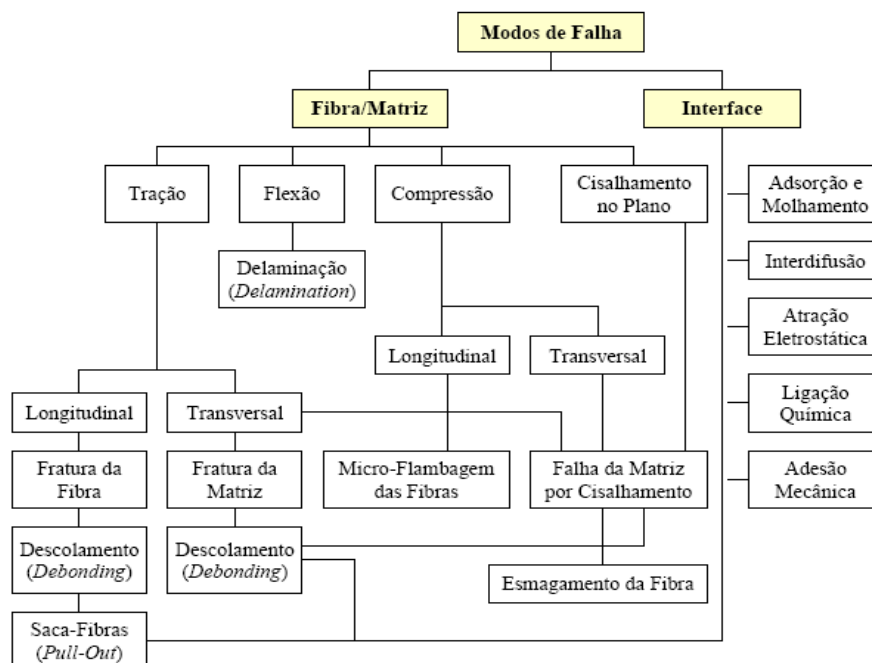 Modos de Falha
Fibra/Matriz
Interface
Tração
Flexão
Compressão
Cisalhamento
no Plano
Adsorção e
Molhamento
Delaminação
(Delamination)
Interdifusão
Atração
Eletrostática
Longitudinal
Transversal
Longitudinal
Transversal
Ligação
Química
Fratura da
Fibra
Fratura da
Matriz
Micro-Flambagem
das Fibras
Falha da Matriz
por Cisalhamento
Adesão
Mecânica
Descolamento
(Debonding)
Descolamento
(Debonding)
Esmagamento da Fibra
Saca-Fibras
(Pull-Out)